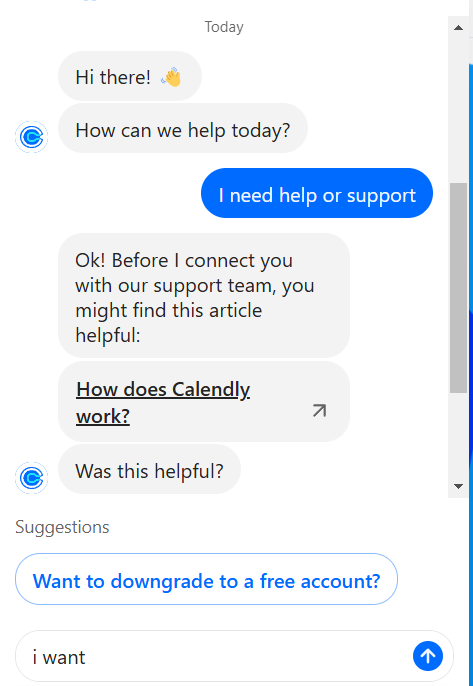 Today
Hi there! 👋
How can we help today?
I need help or support
Ok! Before I connect you
with our support team, you
might find this article
helpful:
How does Calendly
work?
Was this helpful?
Suggestions
Want to downgrade to a free account?
i want